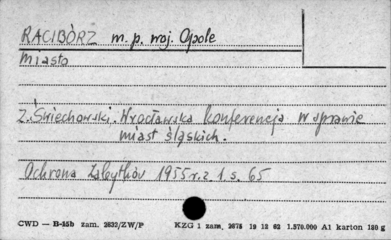 RACIBÓRZ m. p. woj. Opole
Miasto
Z. Świechowski. Wrocławska konferencja w sprawie
miast śląskich.
Ochrona Zabytków 1955 r. z. 1 s. 65
CWD — B-25b zam. 2832/ZW/P KZG 1 zam. 2678 19 12 62 1.570.000 A1 karton 180 g